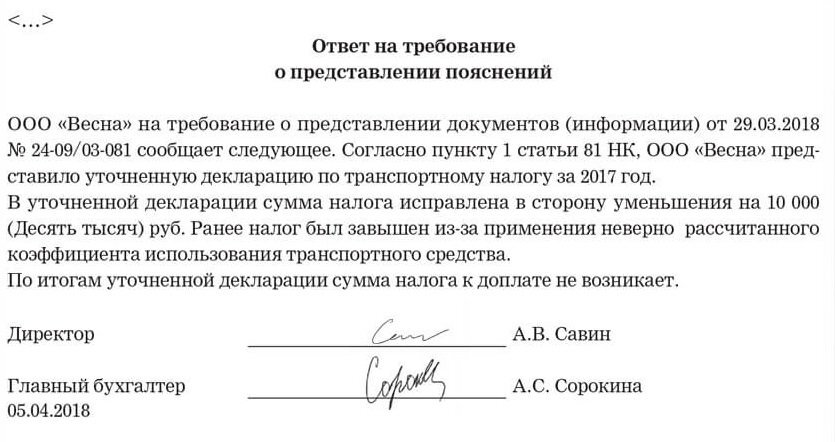 <...>
Ответ на требование
о представлении пояснений
ООО «Весна» на требование о представлении документов (информации) от 29.03.2018
№ 24-09/03-081 сообщает следующее. Согласно пункту 1 статьи 81 НК, ООО «Весна» пред-
ставило уточненную декларацию по транспортному налогу за 2017 год.
В уточненной декларации сумма налога исправлена в сторону уменьшения на 10 000
(Десять тысяч) руб. Ранее налог был завышен из-за применения неверно рассчитанного
коэффициента использования транспортного средства.
По итогам уточненной декларации сумма налога к доплате не возникает.
Директор А.В. Савин
Главный бухгалтер А.С. Сорокина
05.04.2018